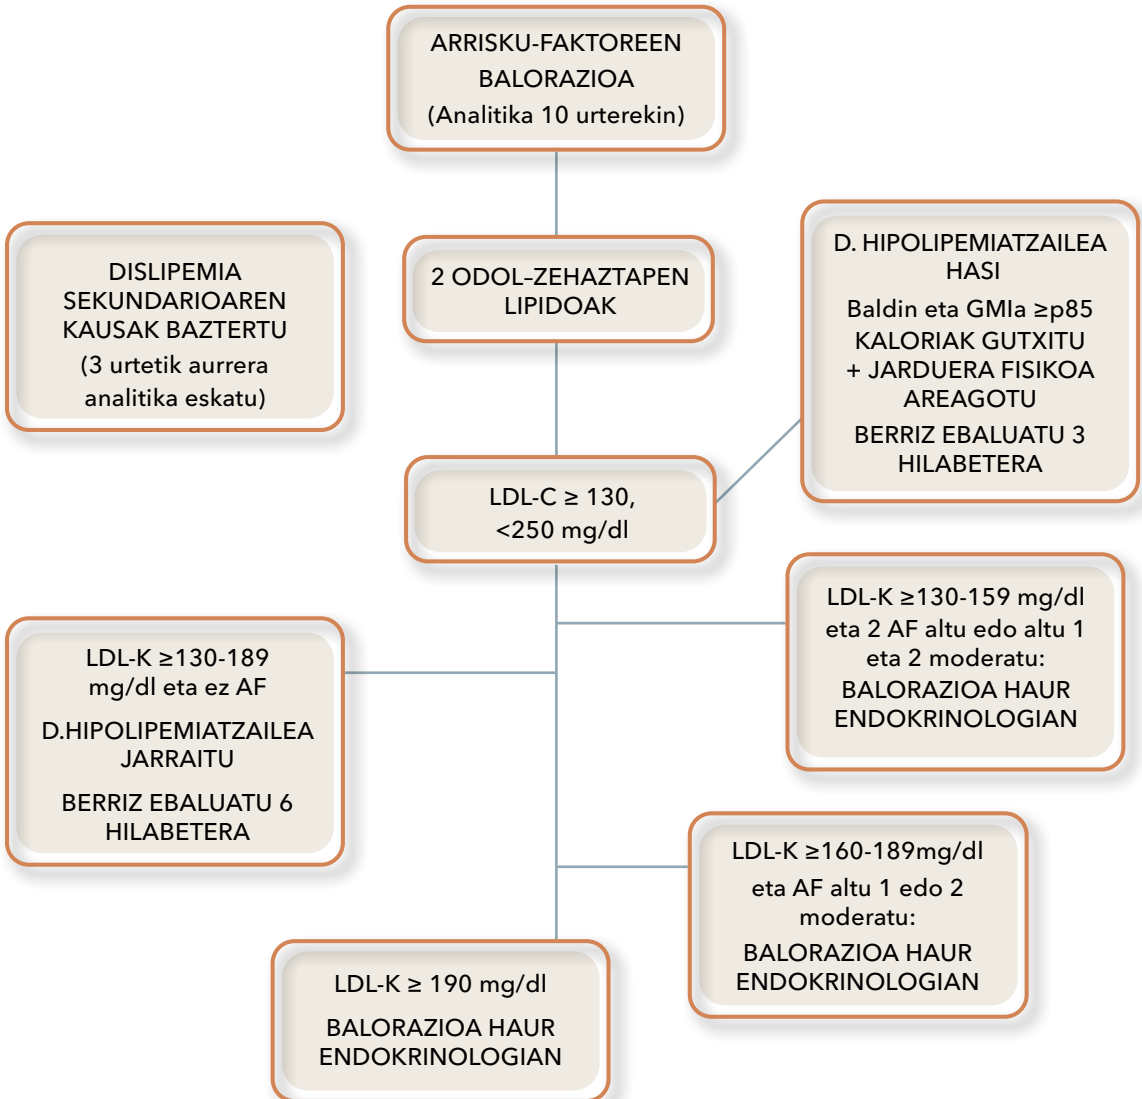 ARRISKU-FAKTOREEN
BALORAZIOA
(Analitika 10 urterekin)
DISLIPEMIA
SEKUNDARIOAREN
KAUSAK BAZTERTU
(3 urtetik aurrera
analitika eskatu)
2 ODOL-ZEHAZTAPEN
LIPIDOAK
D. HIPOLIPEMIATZAILEA
HASI
Baldin eta GMIa ≥p85
KALORIAK GUTXITU
+ JARDUERA FISIKOA
AREAGOTU
BERRIZ EBALUATU 3
HILABETERA
LDL-C ≥ 130,
<250 mg/dl
LDL-K ≥130-159 mg/dl
eta 2 AF altu edo altu 1
eta 2 moderatu:
BALORAZIOA HAUR
ENDOKRINOLOGIAN
LDL-K ≥130-189
mg/dl eta ez AF
D.HIPOLIPEMIATZAILEA
JARRAITU
BERRIZ EBALUATU 6
HILABETERA
LDL-K ≥160-189mg/dl
eta AF altu 1 edo 2
moderatu:
BALORAZIOA HAUR
ENDOKRINOLOGIAN
LDL-K ≥ 190 mg/dl
BALORAZIOA HAUR
ENDOKRINOLOGIAN